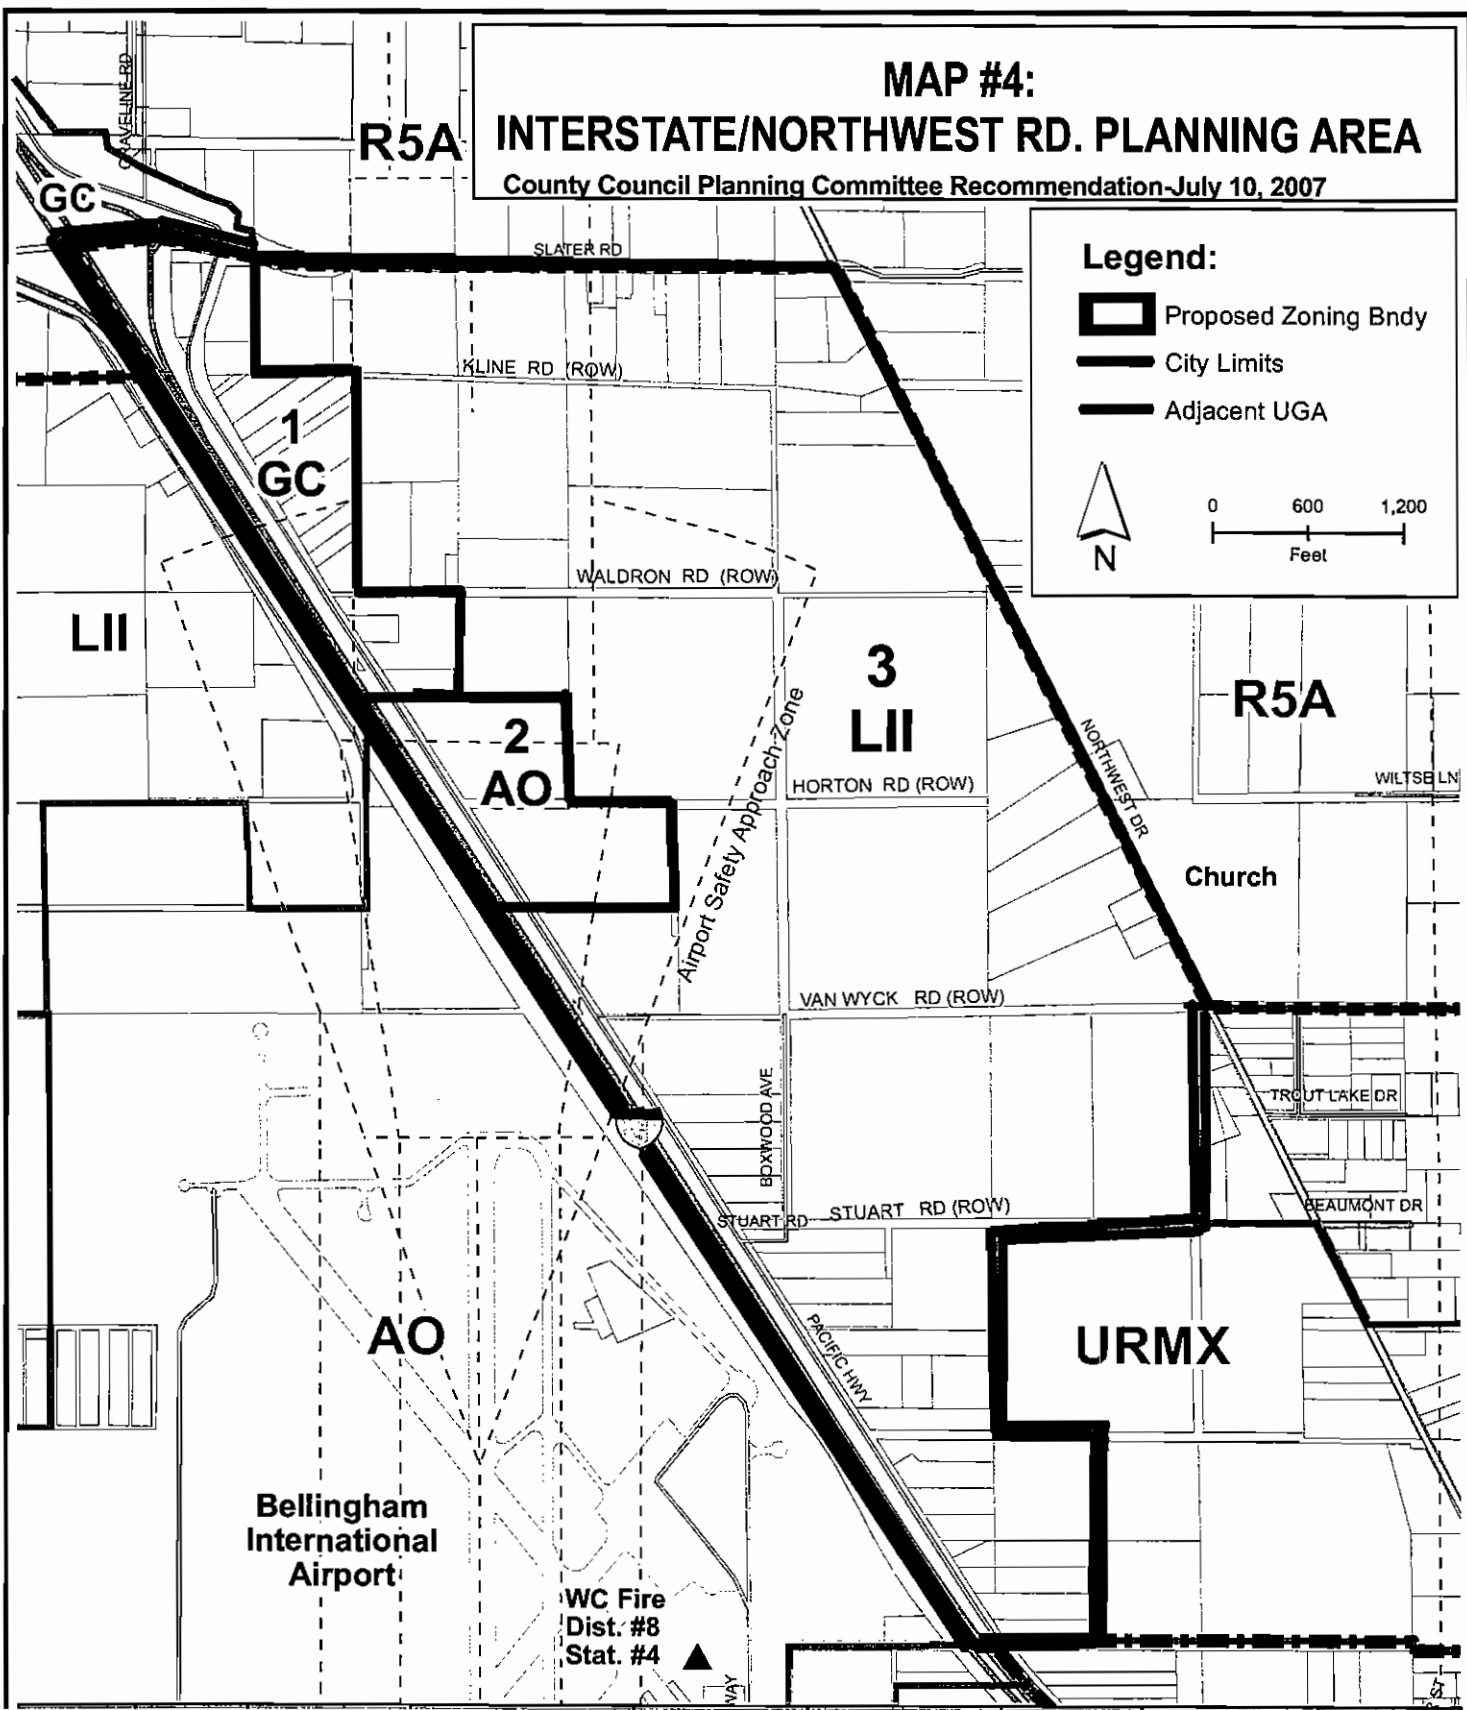 MAP #4:
INTERSTATE/NORTHWEST RD. PLANNING AREA
County Council Planning Committee Recommendation-July 10, 2007
Legend:
Proposed Zoning Bndy
City Limits
Adjacent UGA
N
0 600 1,200
Feet
R5A
GC
SLATER RD
KLINE RD (ROW)
1
GC
WALDRON RD (ROW)
LII
3
LII
R5A
2
AO
Airport Safety Approach Zone
HORTON RD (ROW)
NORTHWEST DR
WILTSE LN
Church
VAN WYCK RD (ROW)
BOXWOOD AVE
TROUT LAKE DR
STUART RD
STUART RD (ROW)
BEAUMONT DR
AO
PACIFIC HWY
URMX
Bellingham
International
Airport
WC Fire
Dist. #8
Stat. #4
WAY